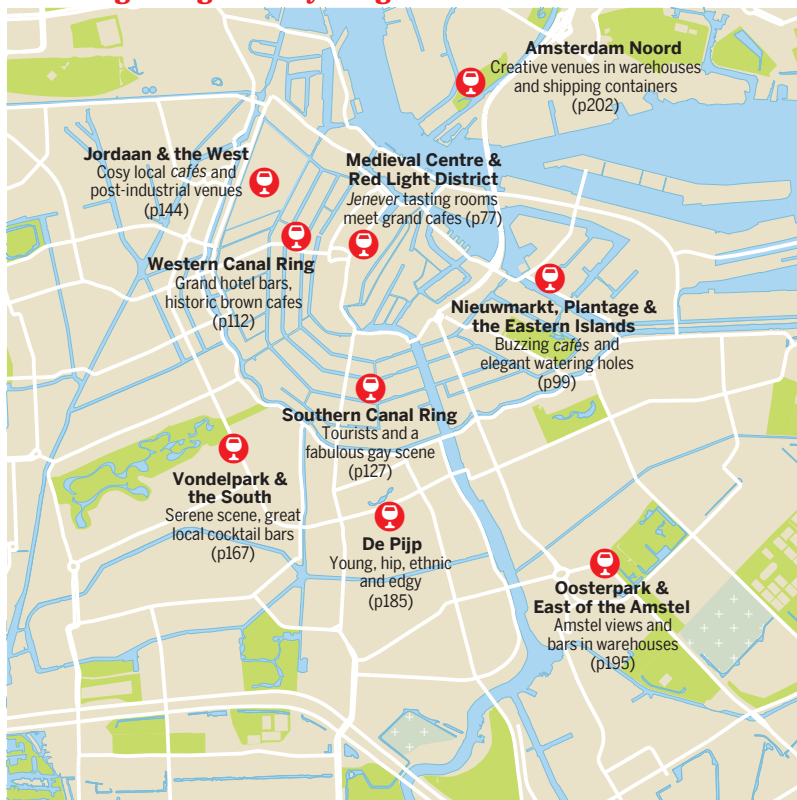 Amsterdam Noord
Creative venues in warehouses
and shipping containers
(p202)
Jordaan & the West
Cosy local cafés and
post-industrial venues
(p144)
Medieval Centre &
Red Light District
Jenever tasting rooms
meet grand cafes (p77)
Western Canal Ring
Grand hotel bars,
historic brown cafes
(p112)
Nieuwmarkt, Plantage &
the Eastern Islands
Buzzing cafés and
elegant watering holes
(p99)
Southern Canal Ring
Tourists and a
fabulous gay scene
(p127)
Vondelpark &
the South
Serene scene, great
local cocktail bars
(p167)
De Pijp
Young, hip, ethnic
and edgy
(p185)
Oosterpark &
East of the Amstel
Amstel views and
bars in warehouses
(p195)